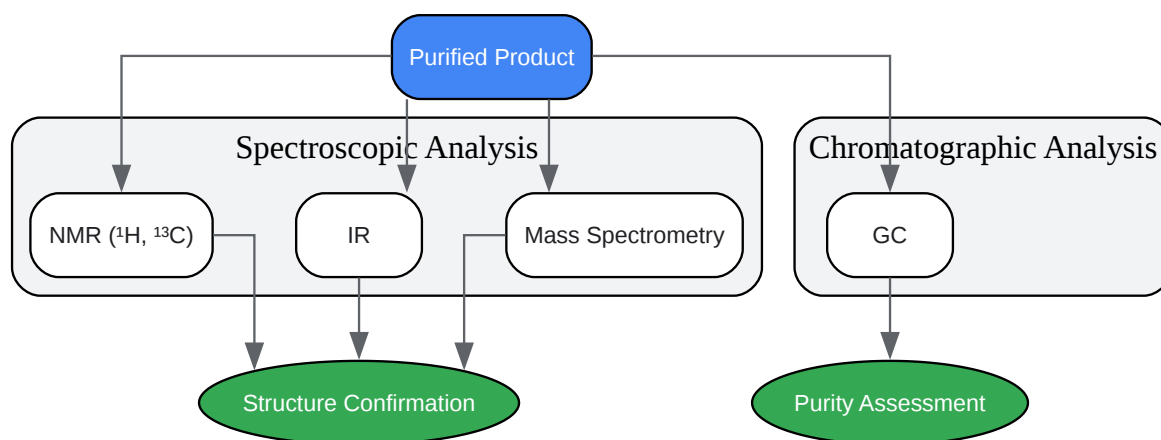 Purified Product
Spectroscopic Analysis
Chromatographic Analysis
NMR (¹H, ¹³C)
IR
Mass Spectrometry
GC
Structure Confirmation
Purity Assessment